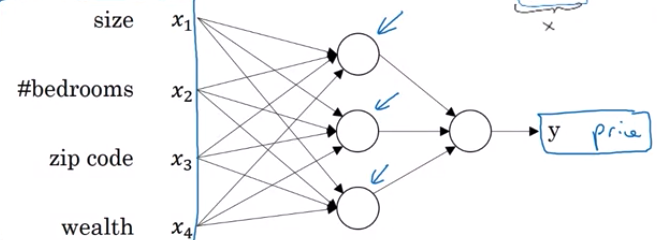 x
size x₁
#bedrooms x₂
y price
zip code x₃
wealth x₄